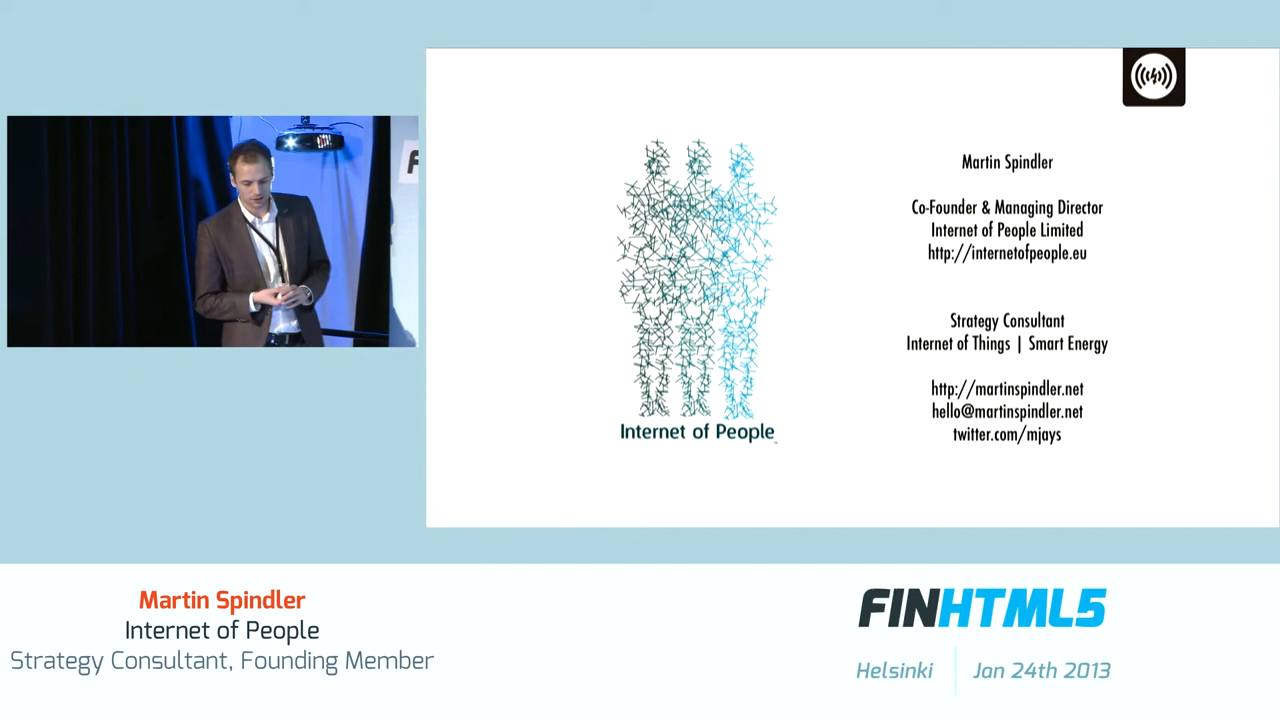 Martin Spindler
Co-Founder & Managing Director
Internet of People Limited
http://internetofpeople.eu
Strategy Consultant
Internet of Things | Smart Energy
http://martinspindler.net
hello@martinspindler.net
twitter.com/mjays
Internet of People
Martin Spindler
Internet of People
Strategy Consultant, Founding Member
FINHTML5
Helsinki
Jan 24th 2013